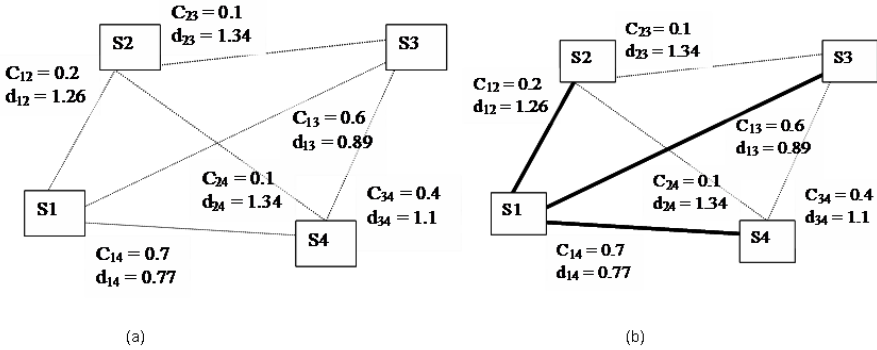 C23 = 0.1
d23 = 1.34
S2
S3
C12 = 0.2
d12 = 1.26
C13 = 0.6
d13 = 0.89
C24 = 0.1
d24 = 1.34
C34 = 0.4
d34 = 1.1
S1
S4
C14 = 0.7
d14 = 0.77
(a)
C23 = 0.1
d23 = 1.34
S2
S3
C12 = 0.2
d12 = 1.26
C13 = 0.6
d13 = 0.89
C24 = 0.1
d24 = 1.34
C34 = 0.4
d34 = 1.1
S1
S4
C14 = 0.7
d14 = 0.77
(b)